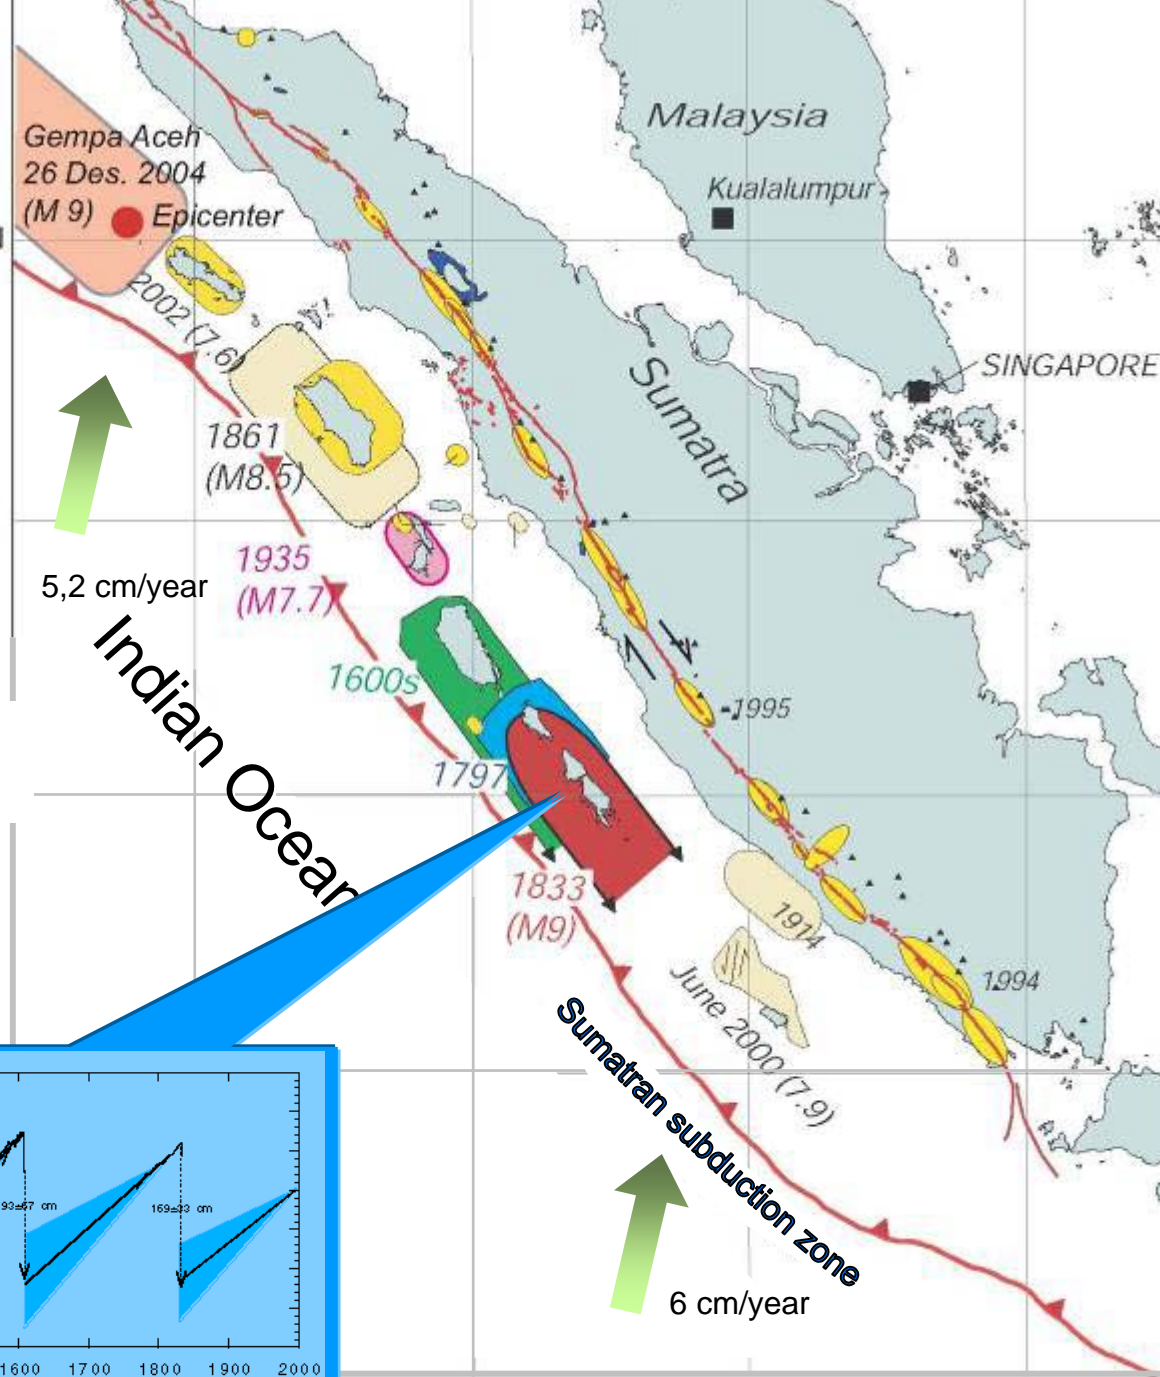 Malaysia
Gempa Aceh
26 Des. 2004
(M 9)
Epicenter
Kualalumpur
2002 (7.6)
SINGAPORE
Sumatra
1861
(M8.5)
1935
(M7.7)
5,2 cm/year
Indian Ocean
1600s
1995
1797
1833
(M9)
1914
1994
June 2000 (7.9)
Sumatran subduction zone
6 cm/year
169±33 cm
1600 1700 1800 1900 2000